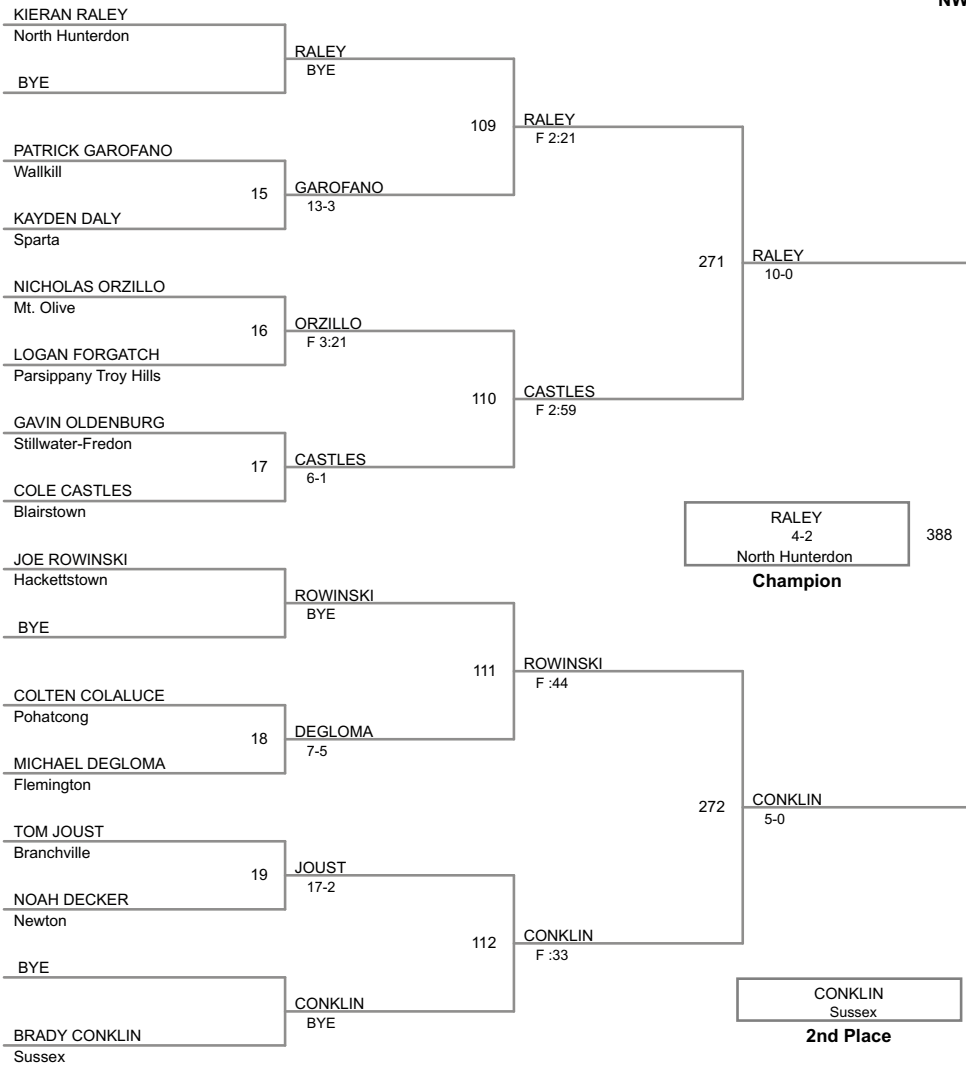 NW
KIERAN RALEY
North Hunterdon
RALEY
BYE
BYE
109
RALEY
F 2:21
PATRICK GAROFANO
Wallkill
15
GAROFANO
13-3
KAYDEN DALY
Sparta
271
RALEY
10-0
NICHOLAS ORZILLO
Mt. Olive
16
ORZILLO
F 3:21
LOGAN FORGATCH
Parsippany Troy Hills
110
CASTLES
F 2:59
GAVIN OLDENBURG
Stillwater-Fredon
17
CASTLES
6-1
COLE CASTLES
Blairstown
RALEY
4-2
North Hunterdon
388
Champion
JOE ROWINSKI
Hackettstown
ROWINSKI
BYE
BYE
111
ROWINSKI
F :44
COLTEN COLALUCE
Pohatcong
18
DEGLOMA
7-5
MICHAEL DEGLOMA
Flemington
272
CONKLIN
5-0
TOM JOUST
Branchville
19
JOUST
17-2
NOAH DECKER
Newton
112
CONKLIN
F :33
BYE
CONKLIN
BYE
BRADY CONKLIN
Sussex
CONKLIN
Sussex
2nd Place